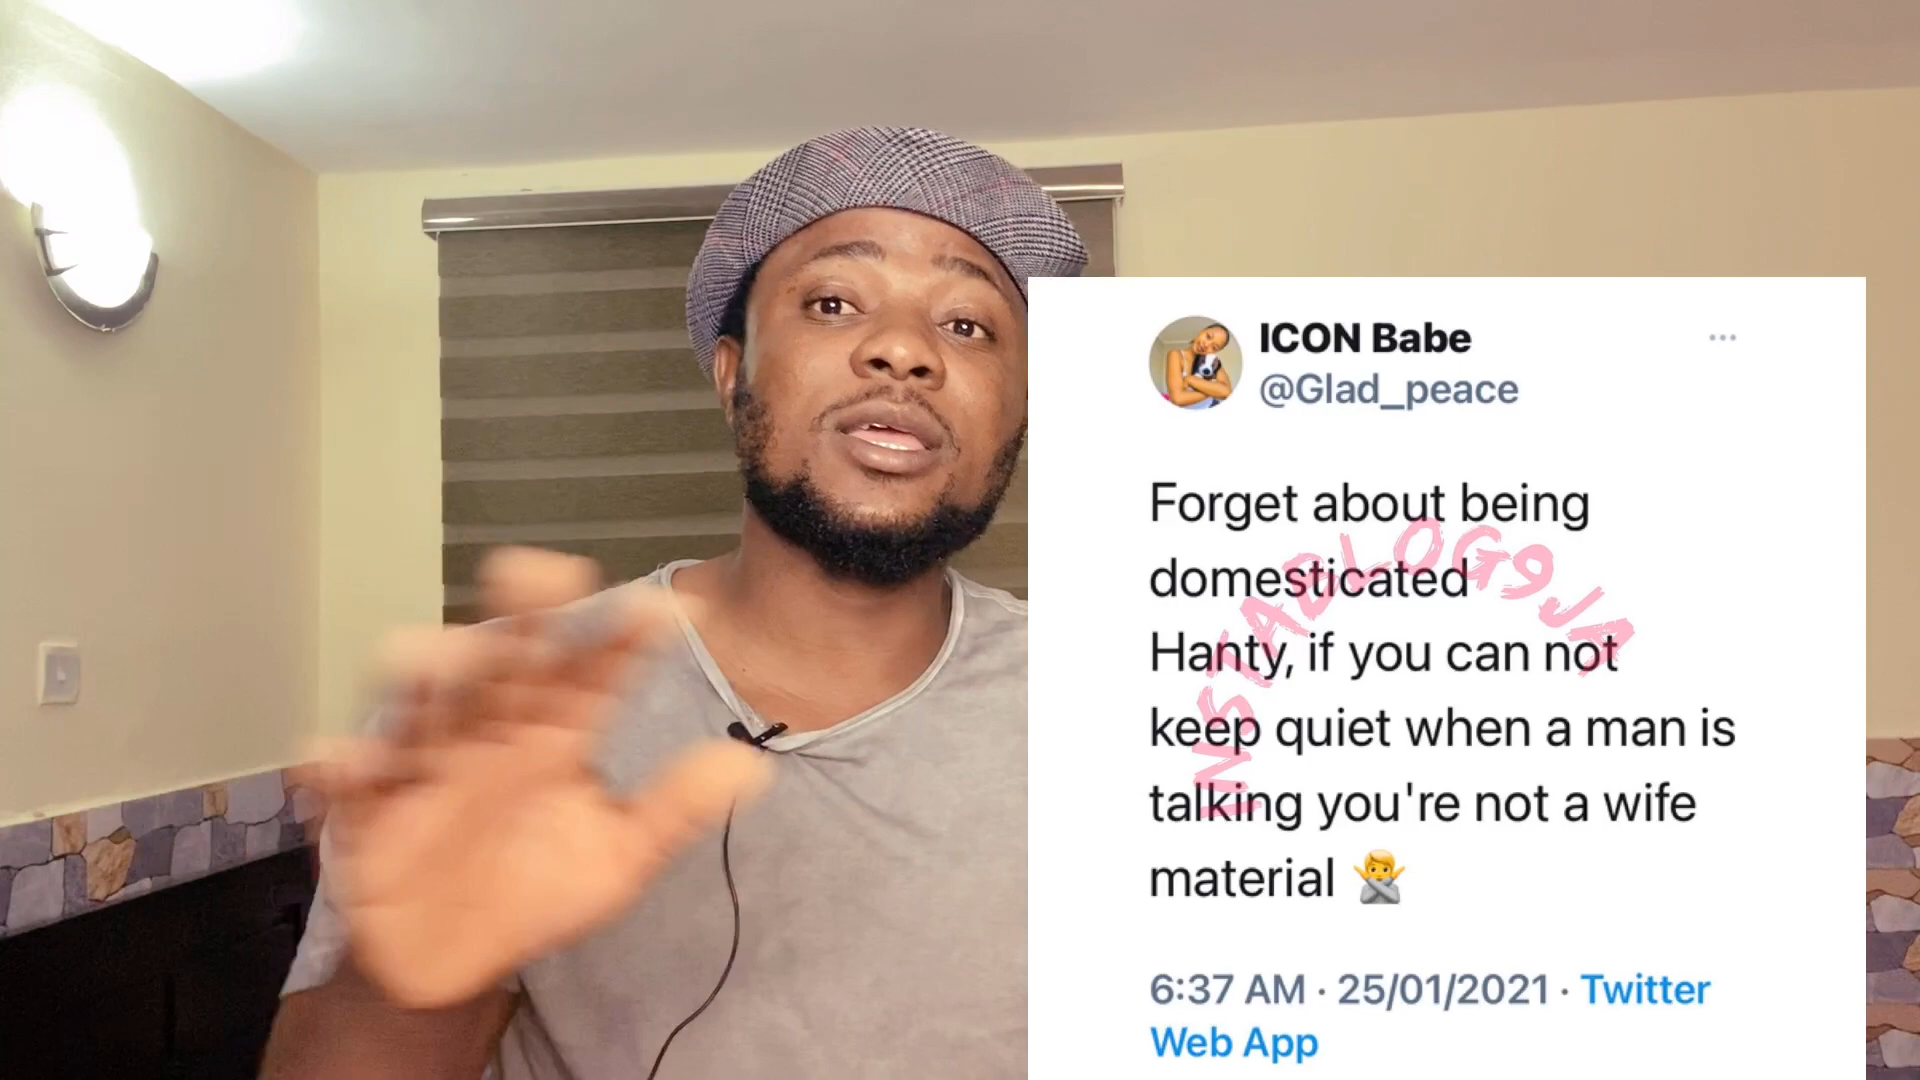 ICON Babe
@Glad_peace
Forget about being
domesticated
Hanty, if you can not
keep quiet when a man is
talking you're not a wife
material 🙅
6:37 AM · 25/01/2021 · Twitter
Web App
INSTABLOG9JA